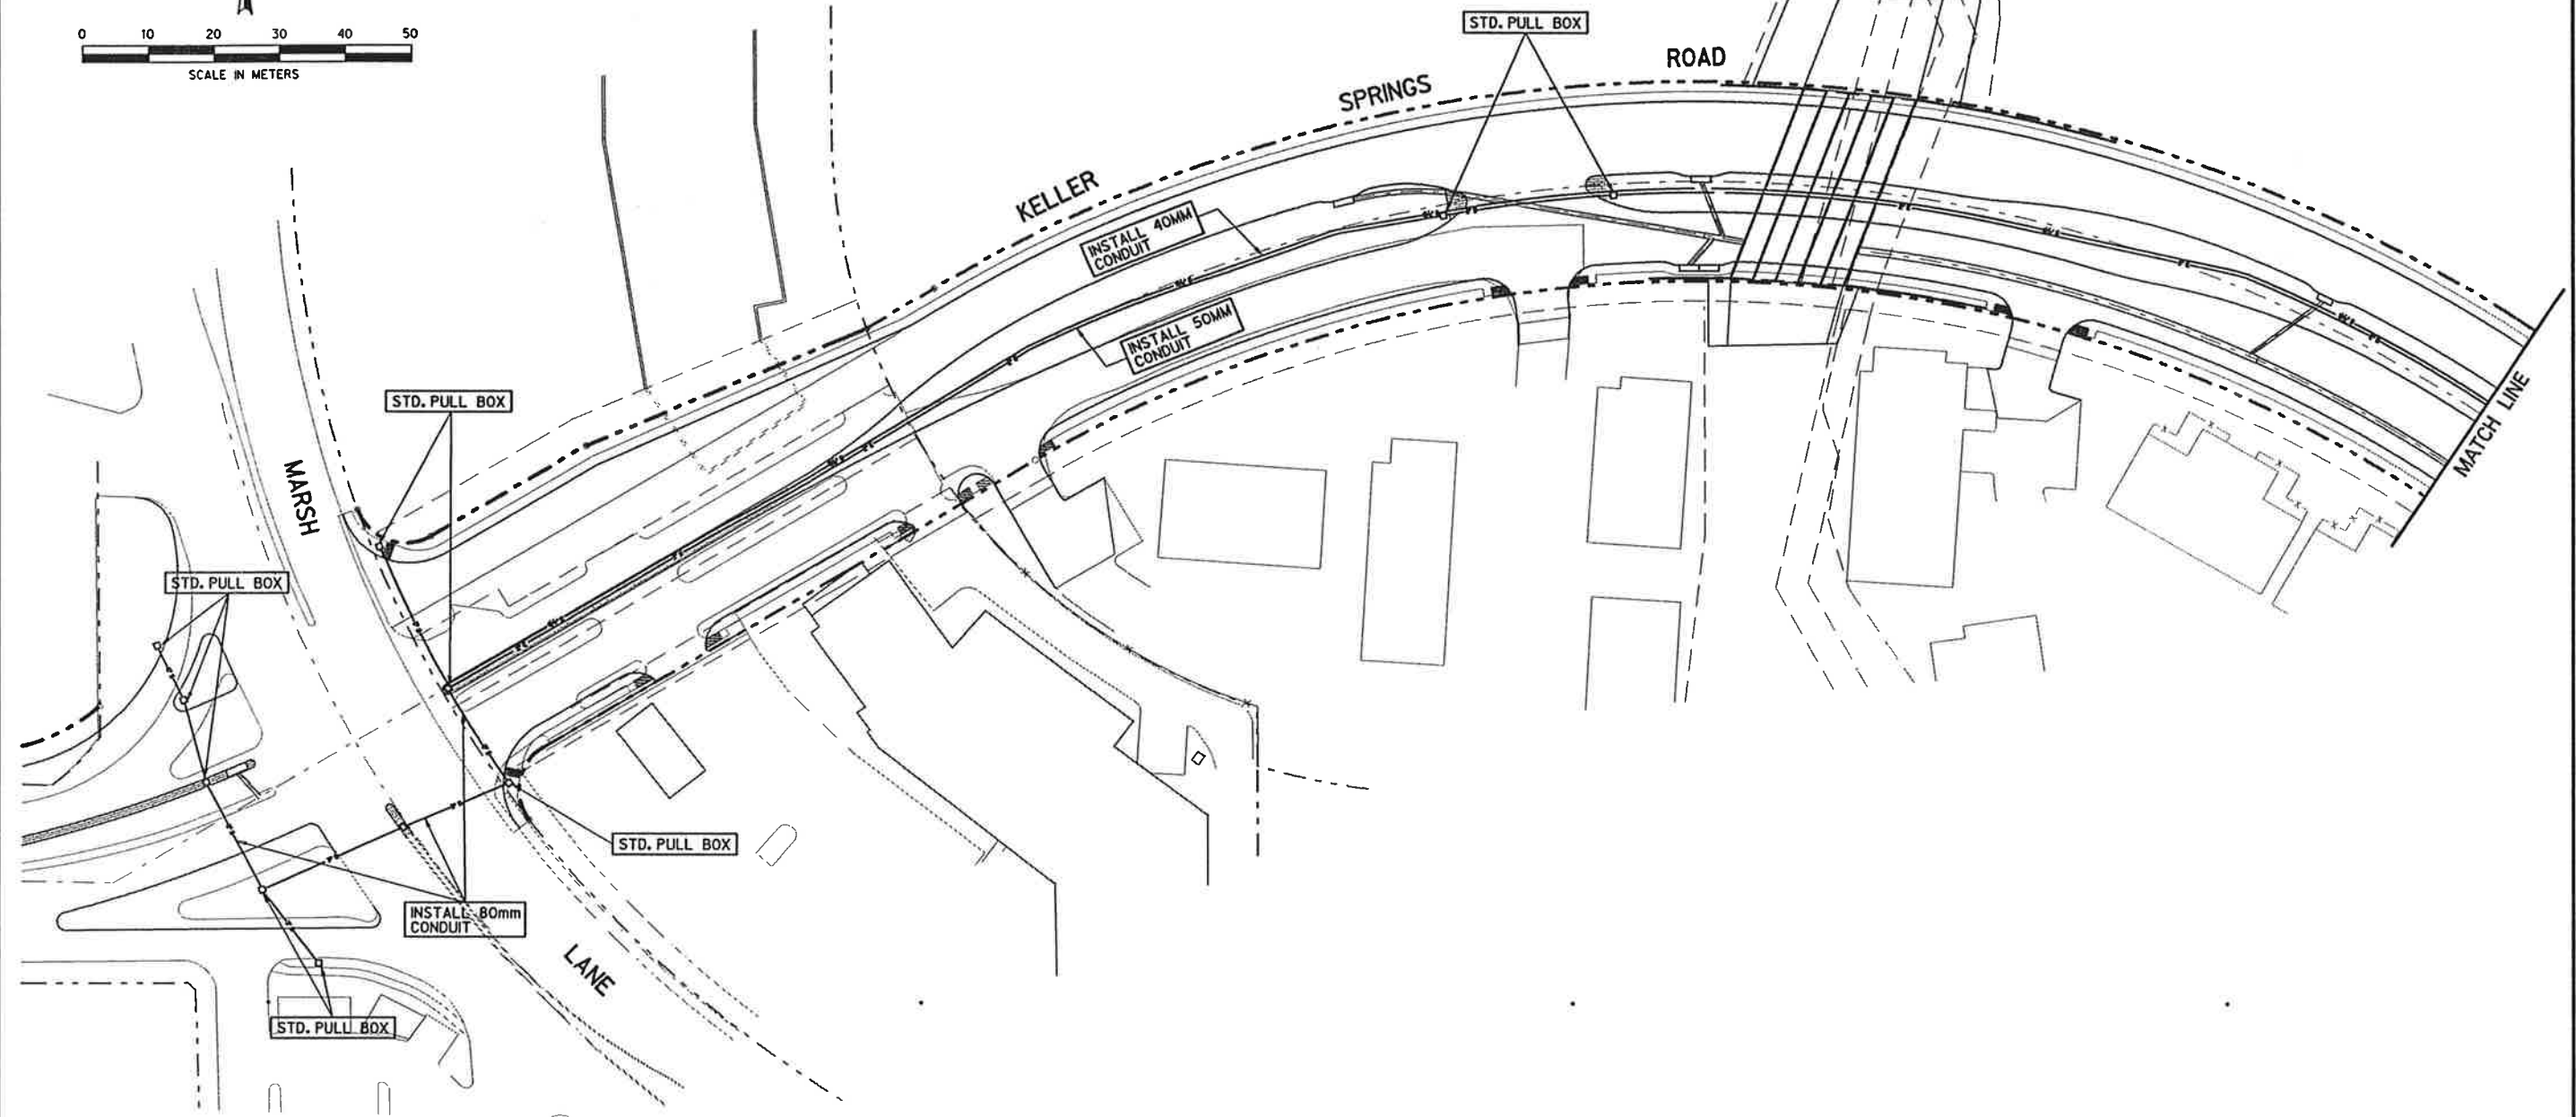 0 10 20 30 40 50
SCALE IN METERS
STD. PULL BOX
KELLER SPRINGS ROAD
INSTALL 40MM
CONDUIT
INSTALL 50MM
CONDUIT
STD. PULL BOX
MATCH LINE
MARSH
STD. PULL BOX
STD. PULL BOX
INSTALL 80mm
CONDUIT
LANE
STD. PULL BOX